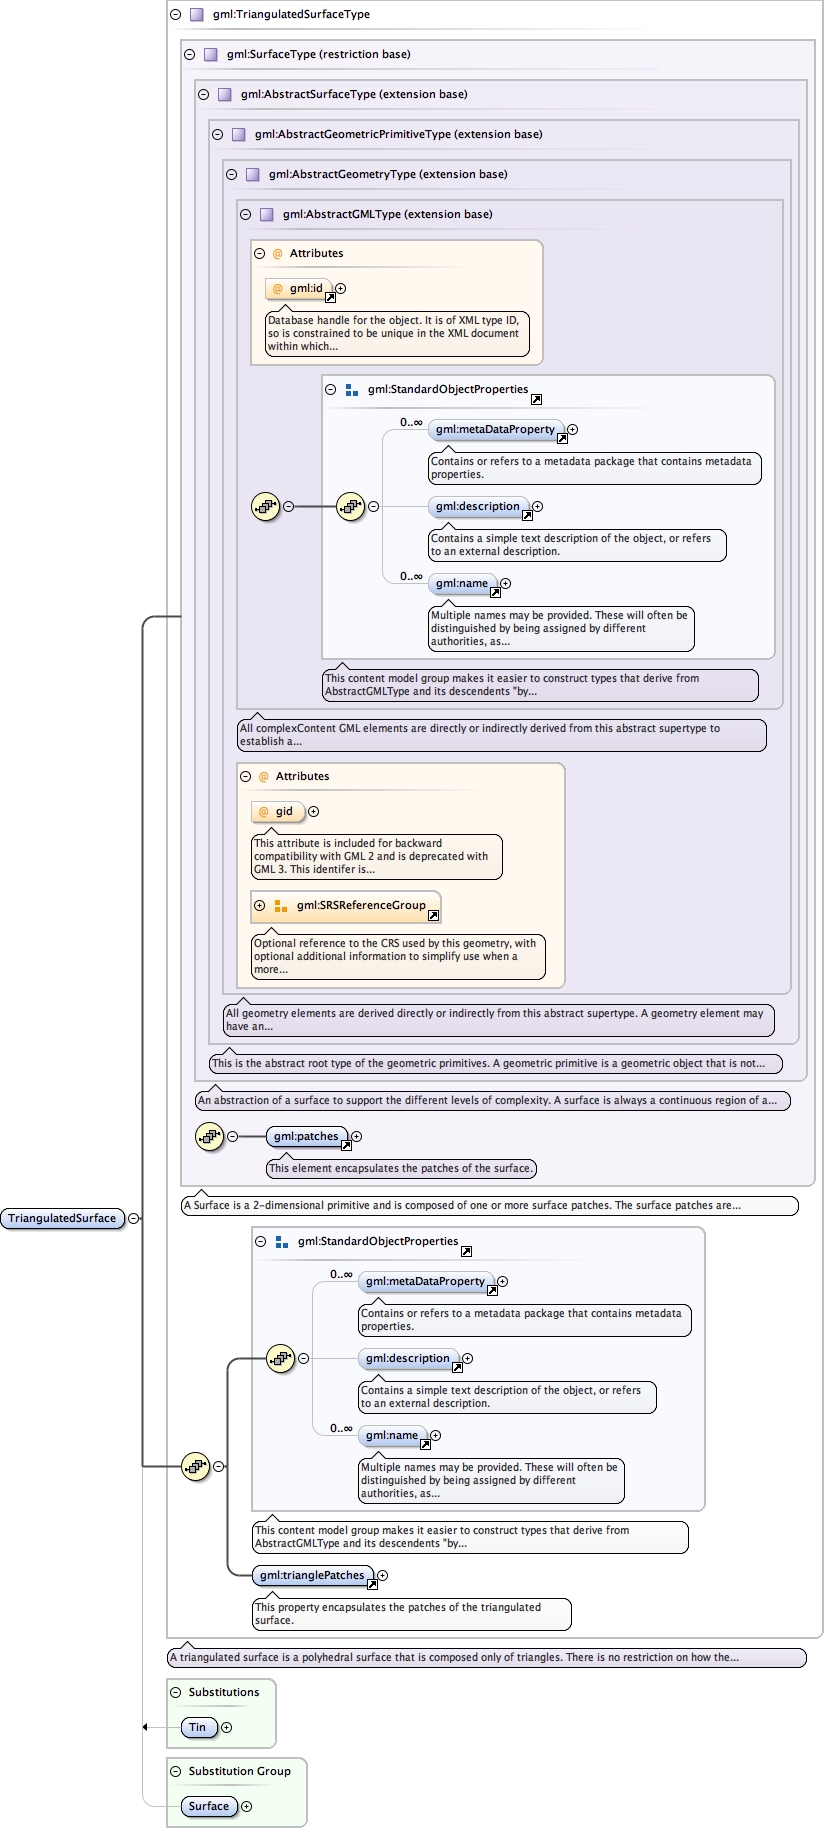 gml:TriangulatedSurfaceType
gml:SurfaceType (restriction base)
gml:AbstractSurfaceType (extension base)
gml:AbstractGeometricPrimitiveType (extension base)
gml:AbstractGeometryType (extension base)
gml:AbstractGMLType (extension base)
@ Attributes
@ gml:id
Database handle for the object. It is of XML type ID,
so is constrained to be unique in the XML document
within which...
gml:StandardObjectProperties
0..∞
gml:metaDataProperty
Contains or refers to a metadata package that contains metadata
properties.
gml:description
Contains a simple text description of the object, or refers
to an external description.
0..∞
gml:name
Multiple names may be provided. These will often be
distinguished by being assigned by different
authorities, as...
This content model group makes it easier to construct types that derive from
AbstractGMLType and its descendents "by...
All complexContent GML elements are directly or indirectly derived from this abstract supertype to
establish a...
@ Attributes
@ gid
This attribute is included for backward
compatibility with GML 2 and is deprecated with
GML 3. This identifer is...
gml:SRSReferenceGroup
Optional reference to the CRS used by this geometry, with
optional additional information to simplify use when a
more...
All geometry elements are derived directly or indirectly from this abstract supertype. A geometry element may
have an...
This is the abstract root type of the geometric primitives. A geometric primitive is a geometric object that is not...
An abstraction of a surface to support the different levels of complexity. A surface is always a continuous region of a...
gml:patches
This element encapsulates the patches of the surface.
A Surface is a 2-dimensional primitive and is composed of one or more surface patches. The surface patches are...
TriangulatedSurface
gml:StandardObjectProperties
0..∞
gml:metaDataProperty
Contains or refers to a metadata package that contains metadata
properties.
gml:description
Contains a simple text description of the object, or refers
to an external description.
0..∞
gml:name
Multiple names may be provided. These will often be
distinguished by being assigned by different
authorities, as...
This content model group makes it easier to construct types that derive from
AbstractGMLType and its descendents "by...
gml:trianglePatches
This property encapsulates the patches of the triangulated
surface.
A triangulated surface is a polyhedral surface that is composed only of triangles. There is no restriction on how the...
Substitutions
Tin
Substitution Group
Surface